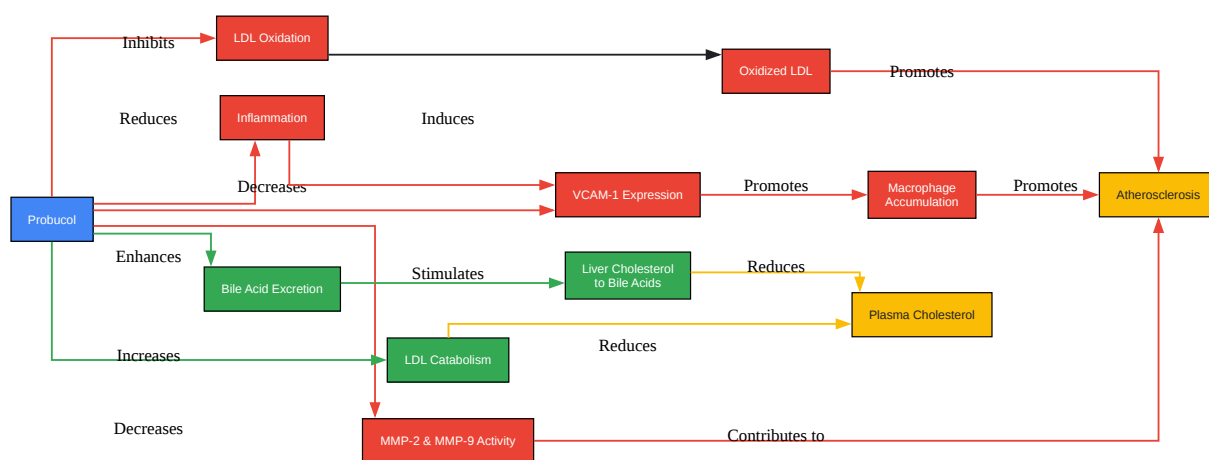 LDL Oxidation
Inhibits
Oxidized LDL
Promotes
Reduces
Inflammation
Induces
Decreases
VCAM-1 Expression
Promotes
Macrophage
Accumulation
Promotes
Atherosclerosis
Probucol
Enhances
Bile Acid Excretion
Stimulates
Liver Cholesterol
to Bile Acids
Reduces
Plasma Cholesterol
Increases
LDL Catabolism
Reduces
Decreases
MMP-2 & MMP-9 Activity
Contributes to